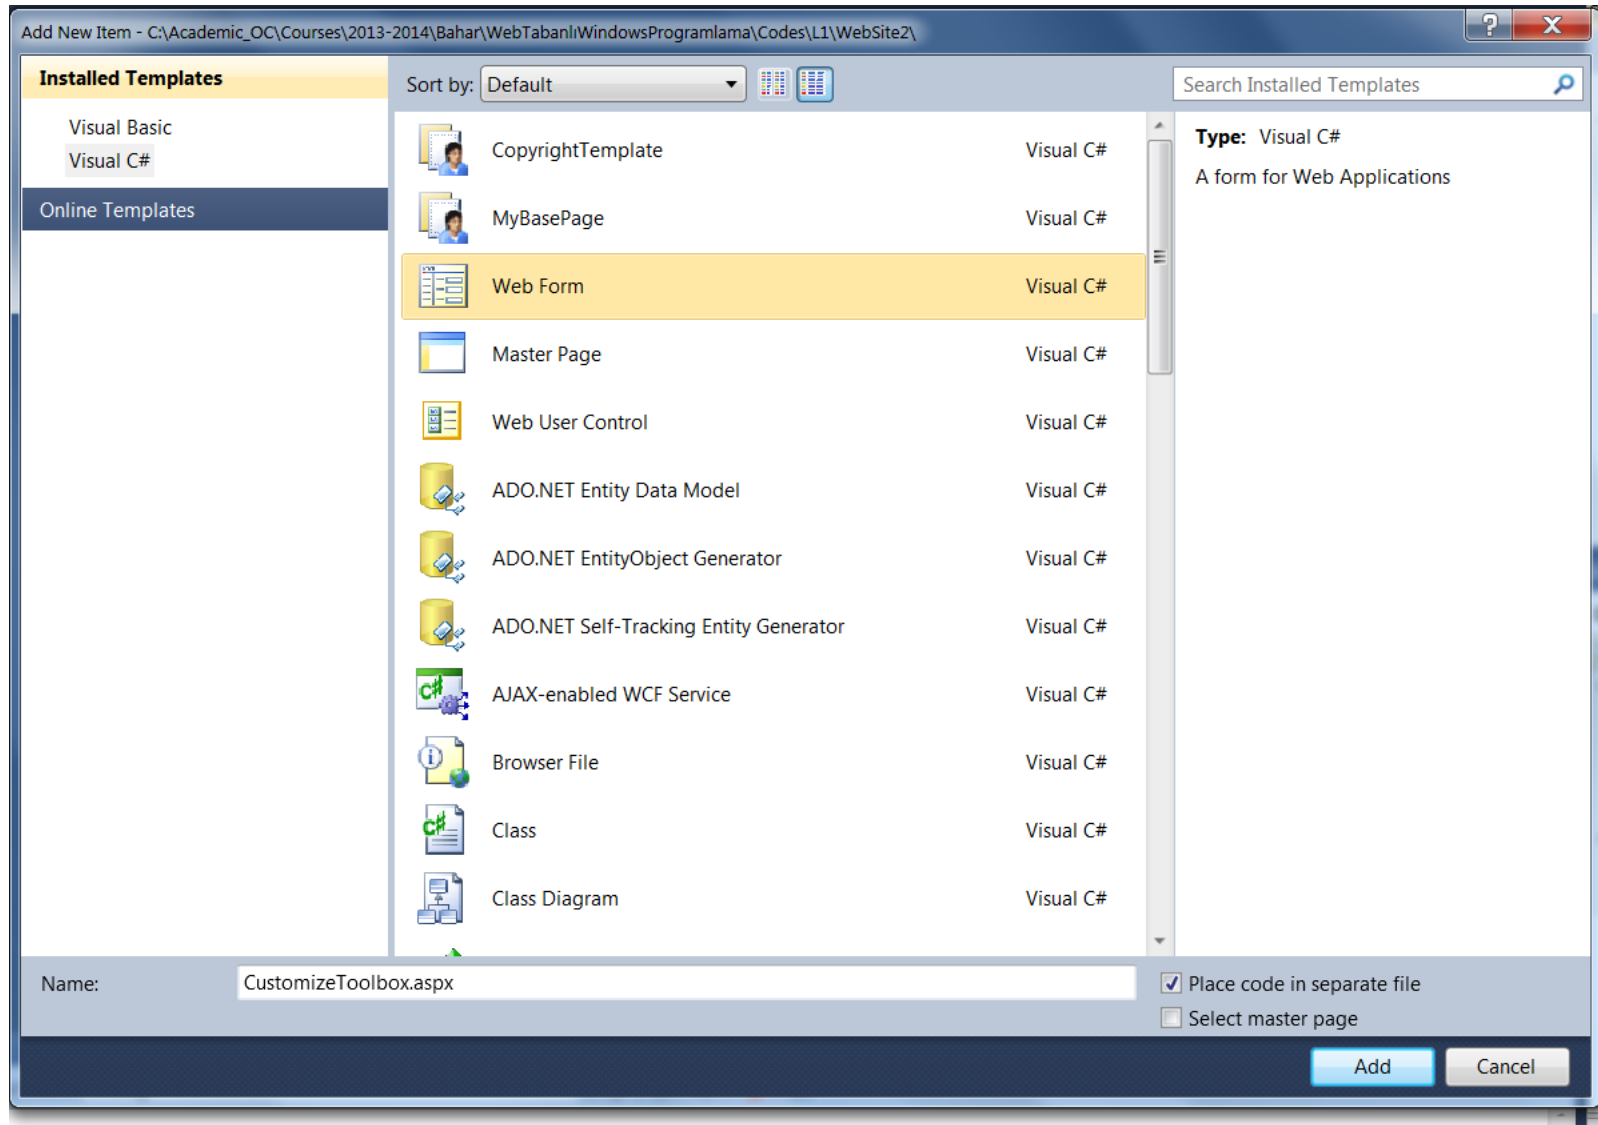 Add New Item - C:\Academic_OC\Courses\2013-2014\Bahar\WebTabanlıWindowsProgramlama\Codes\L1\WebSite2\
Installed Templates
Visual Basic
Visual C#
Online Templates
Sort by: Default
Search Installed Templates
CopyrightTemplate Visual C#
MyBasePage Visual C#
Web Form Visual C#
Master Page Visual C#
Web User Control Visual C#
ADO.NET Entity Data Model Visual C#
ADO.NET EntityObject Generator Visual C#
ADO.NET Self-Tracking Entity Generator Visual C#
AJAX-enabled WCF Service Visual C#
Browser File Visual C#
Class Visual C#
Class Diagram Visual C#
Type: Visual C#
A form for Web Applications
Name: CustomizeToolbox.aspx
Place code in separate file
Select master page
Add Cancel